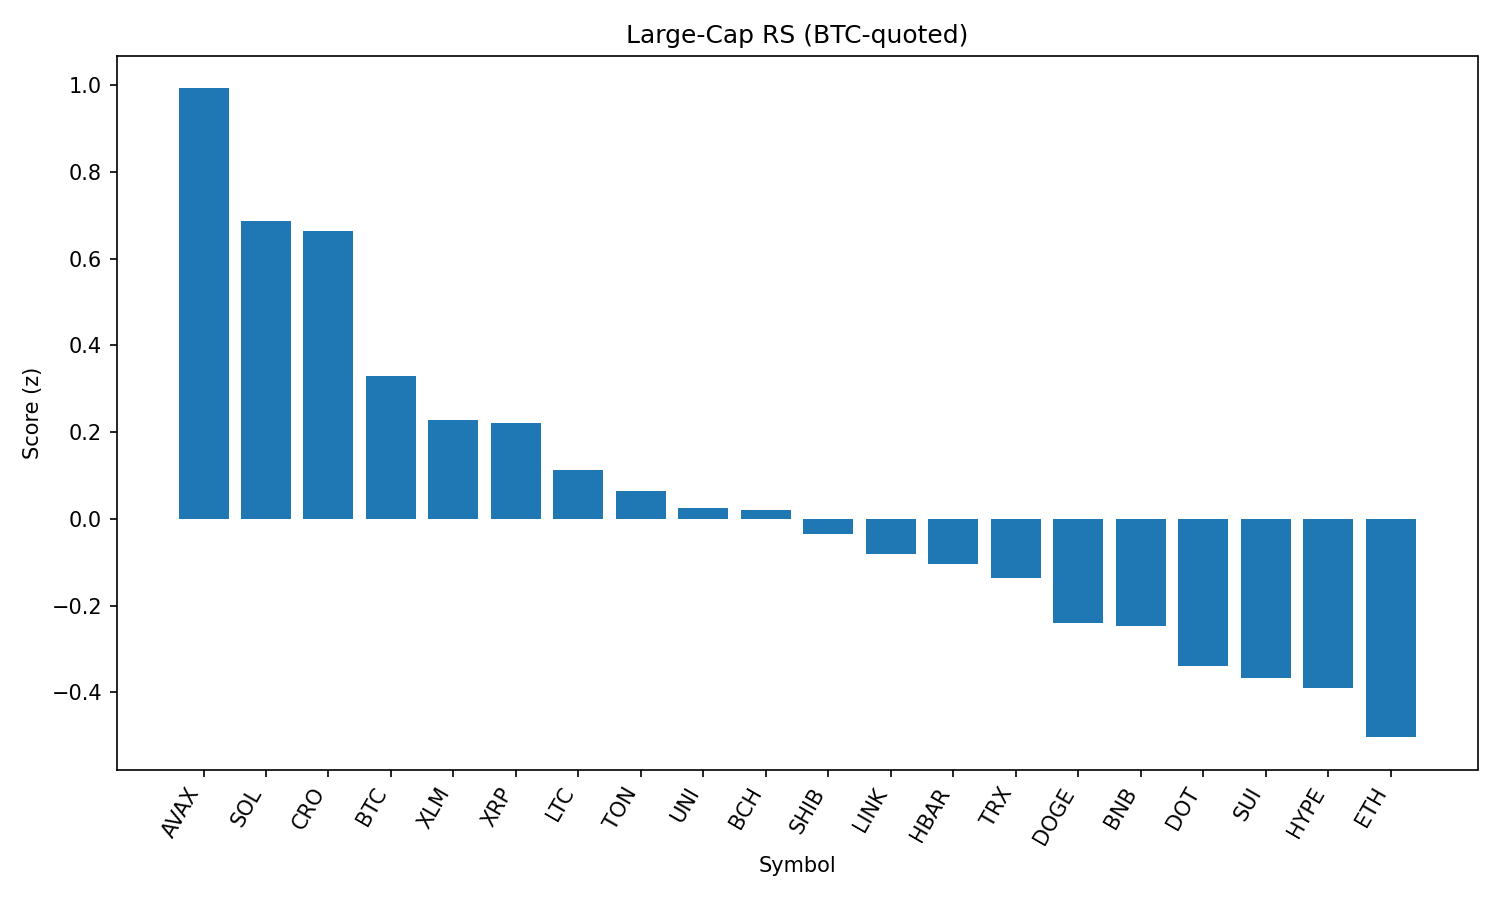 Large-Cap RS (BTC-quoted)
1.0
0.8
0.6
0.4
0.2
0.0
−0.2
−0.4
Score (z)
AVAX
SOL
CRO
BTC
XLM
XRP
LTC
TON
UNI
BCH
SHIB
LINK
HBAR
TRX
DOGE
BNB
DOT
SUI
HYPE
ETH
Symbol